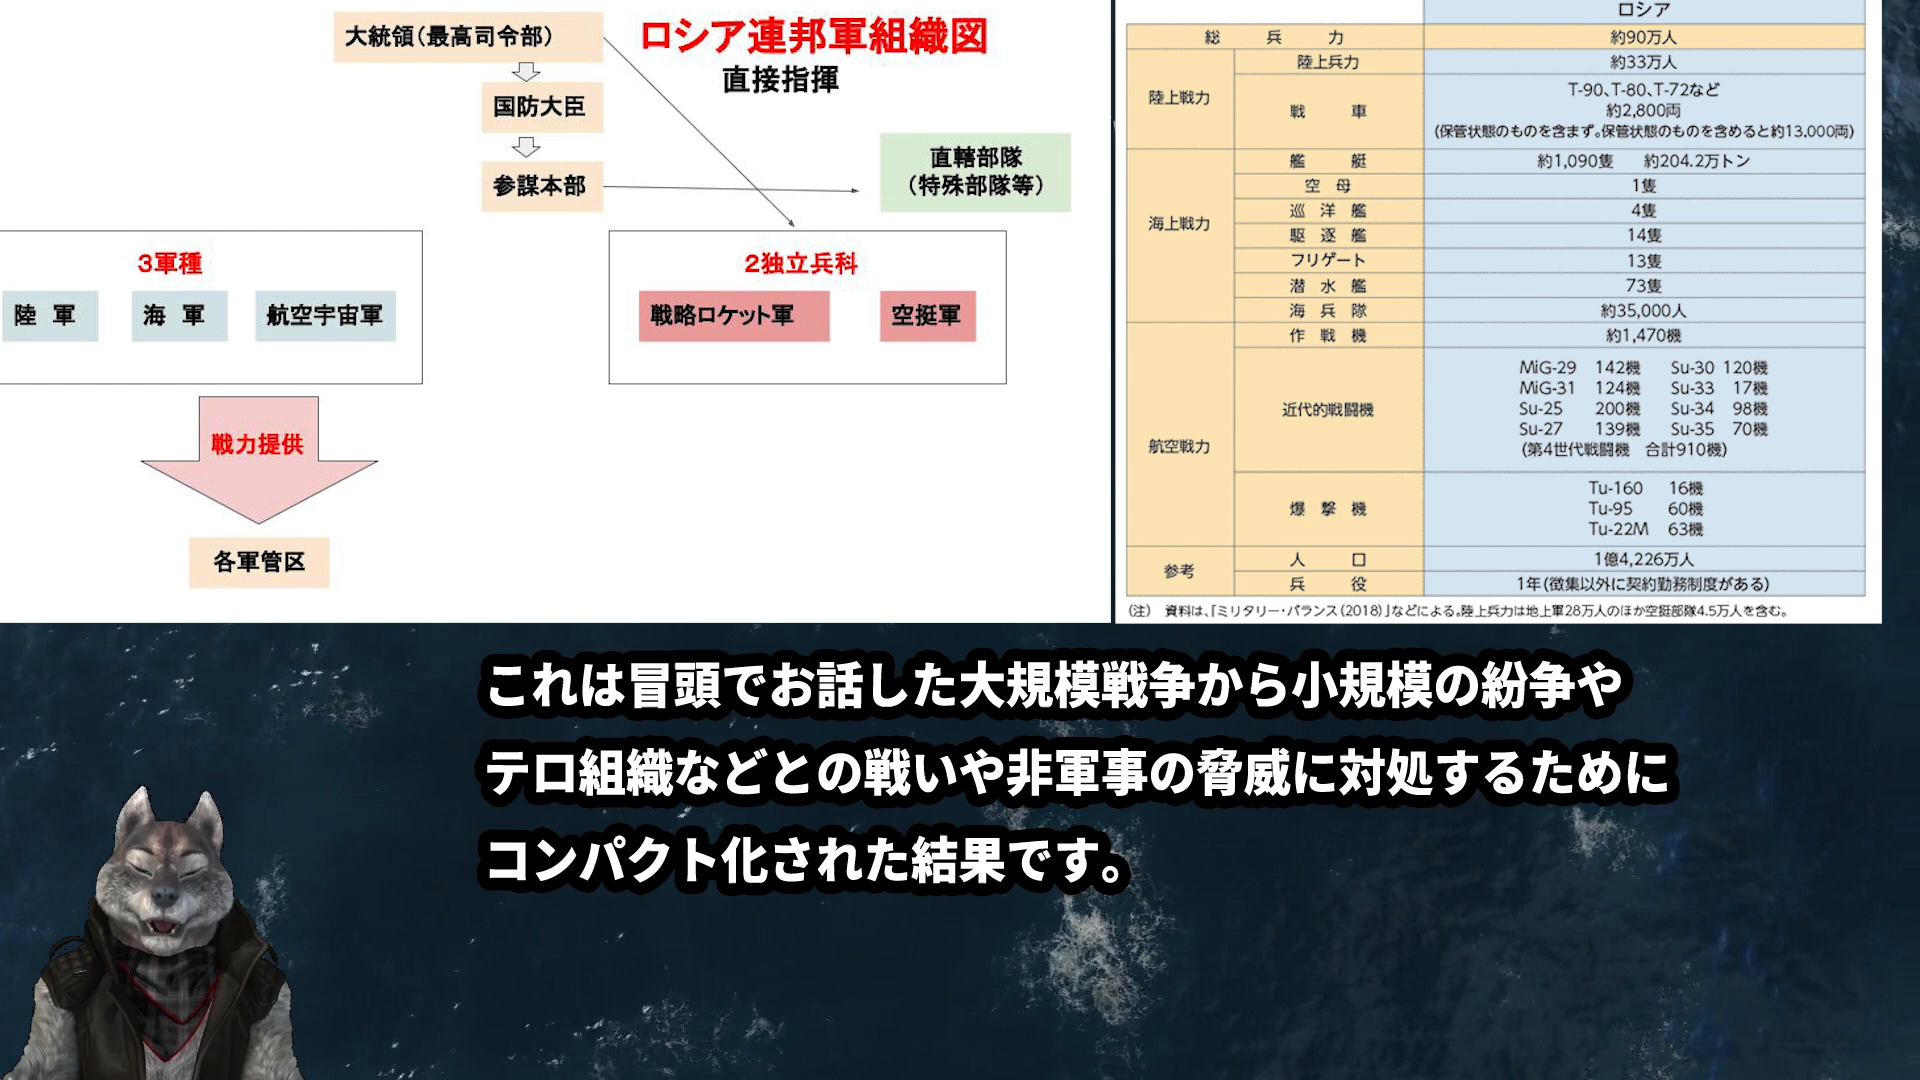 大統領（最高司令部）
ロシア連邦軍組織図
直接指揮
国防大臣
参謀本部
直轄部隊
（特殊部隊等）
3軍種
陸 軍
海 軍
航空宇宙軍
2独立兵科
戦略ロケット軍
空挺軍
戦力提供
各軍管区
ロシア
総 兵 力 約90万人
陸上戦力
陸上兵力 約33万人
戦 車
T-90、T-80、T-72など
約2,800両
(保管状態のものを含まず。保管状態のものを含めると約13,000両)
海上戦力
艦 艇 約1,090隻 約204.2万トン
空 母 1隻
巡 洋 艦 4隻
駆 逐 艦 14隻
フリゲート 13隻
潜 水 艦 73隻
海 兵 隊 約35,000人
航空戦力
作 戦 機 約1,470機
近代的戦闘機
MiG-29 142機 Su-30 120機
MiG-31 124機 Su-33 17機
Su-25 200機 Su-34 98機
Su-27 139機 Su-35 70機
(第4世代戦闘機 合計910機)
爆 撃 機
Tu-160 16機
Tu-95 60機
Tu-22M 63機
参考
人 口 1億4,226万人
兵 役 1年(徴集以外に契約勤務制度がある)
(注) 資料は、「ミリタリー・バランス(2018)」などによる。陸上兵力は地上軍28万人のほか空挺部隊4.5万人を含む。
これは冒頭でお話した大規模戦争から小規模の紛争や
テロ組織などとの戦いや非軍事の脅威に対処するために
コンパクト化された結果です。